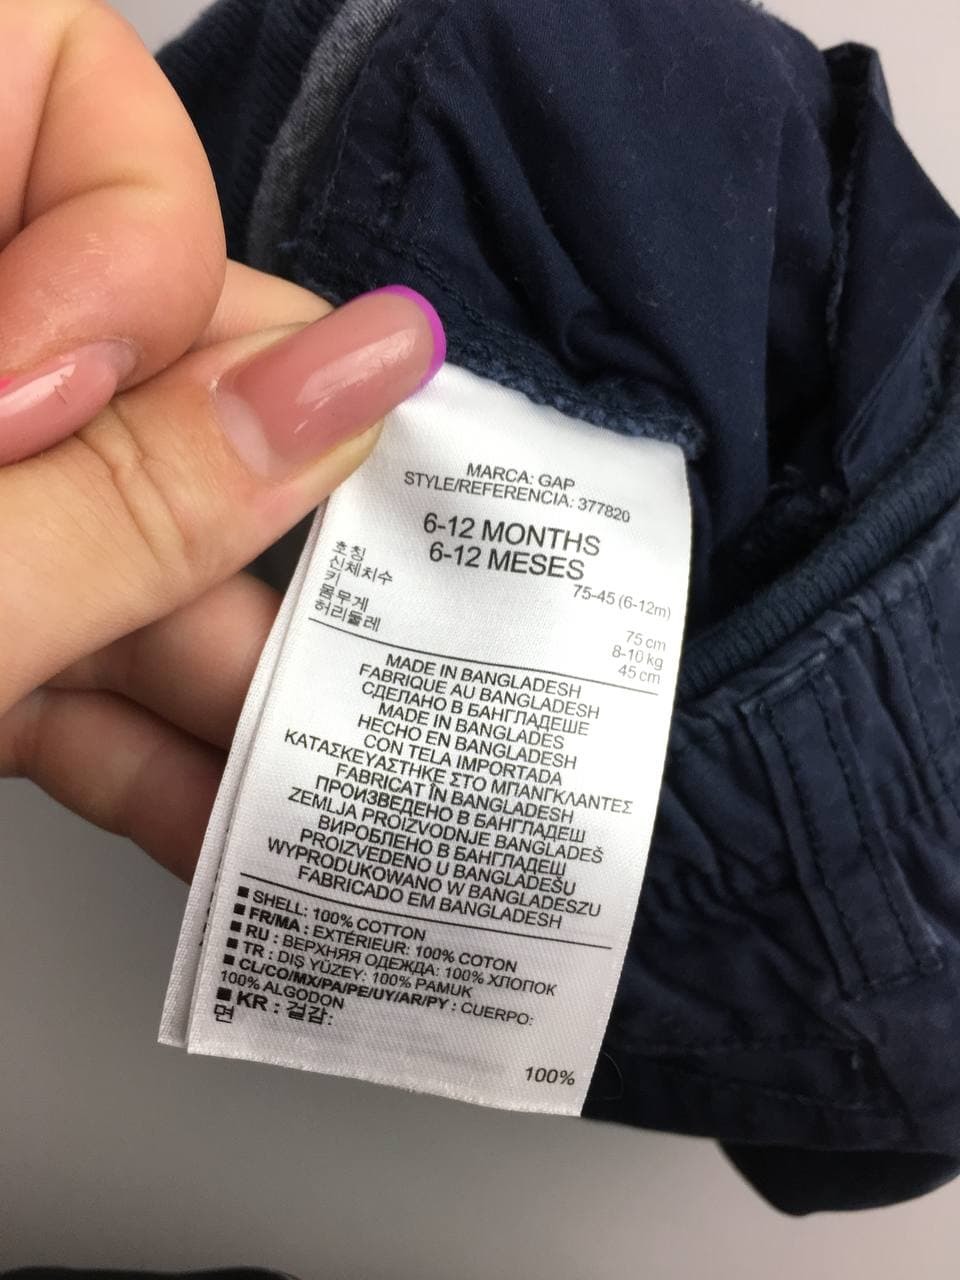 MARCA: GAP
STYLE/REFERENCIA: 377820
6-12 MONTHS
6-12 MESES
호칭 75-45 (6-12m)
신체치수
키 75 cm
몸무게 8-10 kg
허리둘레 45 cm
MADE IN BANGLADESH
FABRIQUE AU BANGLADESH
СДЕЛАНО В БАНГЛАДЕШЕ
MADE IN BANGLADES
HECHO EN BANGLADESH
CON TELA IMPORTADA
ΚΑΤΑΣΚΕΥΑΣΤΗΚΕ ΣΤΟ ΜΠΑΝΓΚΛΑΝΤΕΣ
FABRICAT ÎN BANGLADESH
ПРОИЗВЕДЕНО В БАНГЛАДЕШ
ZEMLJA PROIZVODNJE BANGLADEŠ
ВИРОБЛЕНО В БАНГЛАДЕШ
PROIZVEDENO U BANGLADEŠU
WYPRODUKOWANO W BANGLADESZU
FABRICADO EM BANGLADESH
■ SHELL: 100% COTTON
■ FR/MA : EXTÉRIEUR: 100% COTON
■ RU : ВЕРХНЯЯ ОДЕЖДА: 100% ХЛОПОК
■ TR : DIŞ YÜZEY: 100% PAMUK
■ CL/CO/MX/PA/PE/UY/AR/PY : CUERPO:
100% ALGODON
■ KR : 겉감:
면 100%